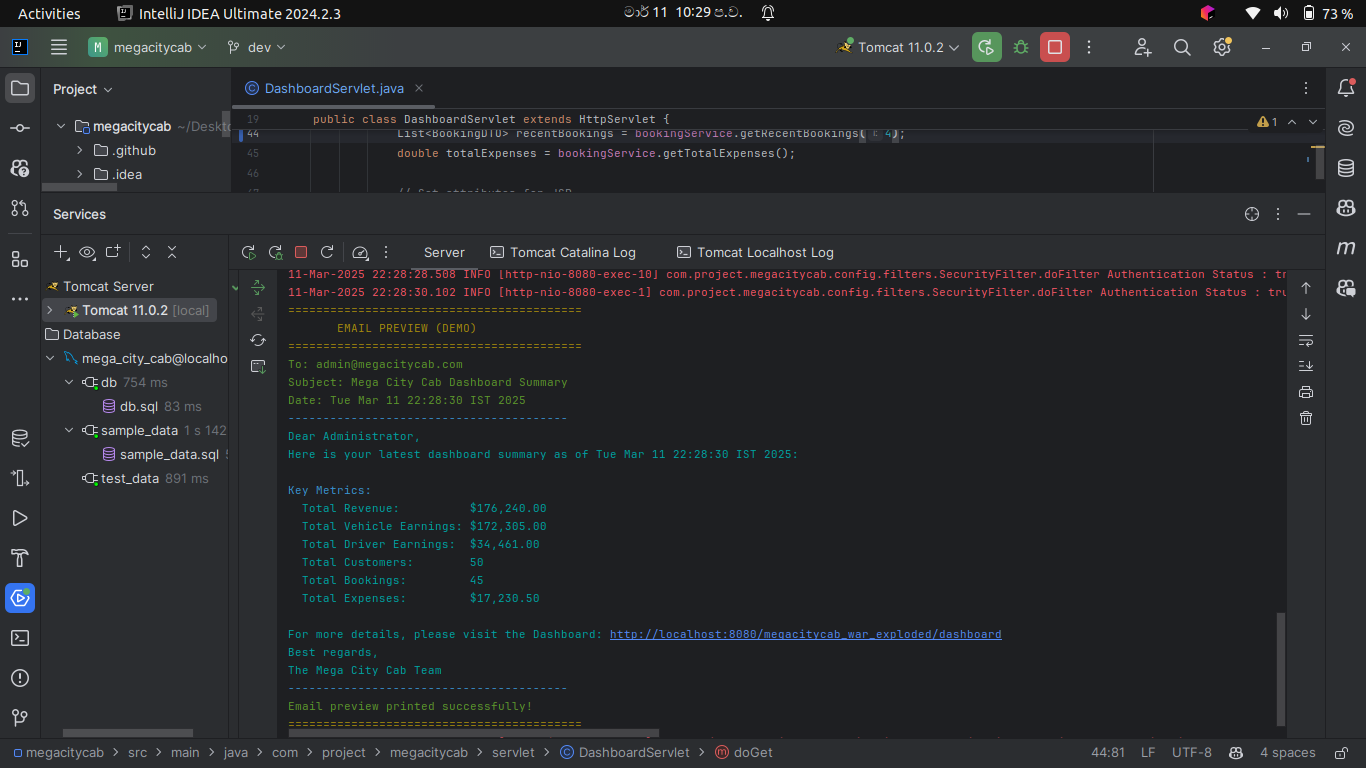 Activities
IntelliJ IDEA Ultimate 2024.2.3
මාර් 11 10:29 ප.ව.
73 %
M megacitycab
dev
Tomcat 11.0.2
Project
DashboardServlet.java
megacitycab ~/Deskto
.github
.idea
19 public class DashboardServlet extends HttpServlet {
44 List<BookingDTO> recentBookings = bookingService.getRecentBookings( 4);
45 double totalExpenses = bookingService.getTotalExpenses();
46
1
Services
Server
Tomcat Catalina Log
Tomcat Localhost Log
Tomcat Server
Tomcat 11.0.2 [local]
Database
mega_city_cab@localho
db 754 ms
db.sql 83 ms
sample_data 1 s 142
sample_data.sql
test_data 891 ms
11-Mar-2025 22:28:28.508 INFO [http-nio-8080-exec-10] com.project.megacitycab.config.filters.SecurityFilter.doFilter Authentication Status : tr
11-Mar-2025 22:28:30.102 INFO [http-nio-8080-exec-1] com.project.megacitycab.config.filters.SecurityFilter.doFilter Authentication Status : tru
==========================================
EMAIL PREVIEW (DEMO)
==========================================
To: admin@megacitycab.com
Subject: Mega City Cab Dashboard Summary
Date: Tue Mar 11 22:28:30 IST 2025
----------------------------------------
Dear Administrator,
Here is your latest dashboard summary as of Tue Mar 11 22:28:30 IST 2025:
Key Metrics:
Total Revenue: $176,240.00
Total Vehicle Earnings: $172,305.00
Total Driver Earnings: $34,461.00
Total Customers: 50
Total Bookings: 45
Total Expenses: $17,230.50
For more details, please visit the Dashboard: http://localhost:8080/megacitycab_war_exploded/dashboard
Best regards,
The Mega City Cab Team
----------------------------------------
Email preview printed successfully!
==========================================
megacitycab > src > main > java > com > project > megacitycab > servlet > DashboardServlet > doGet
44:81 LF UTF-8 4 spaces